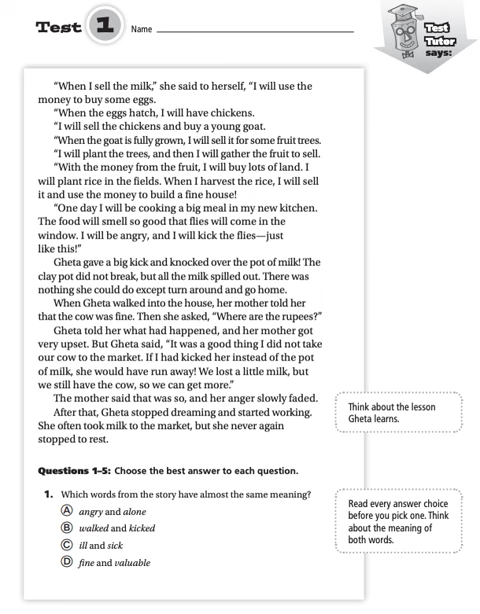 Test 1 Name
Test
Tutor
says:
“When I sell the milk,” she said to herself, “I will use the
money to buy some eggs.
“When the eggs hatch, I will have chickens.
“I will sell the chickens and buy a young goat.
“When the goat is fully grown, I will sell it for some fruit trees.
“I will plant the trees, and then I will gather the fruit to sell.
“With the money from the fruit, I will buy lots of land. I
will plant rice in the fields. When I harvest the rice, I will sell
it and use the money to build a fine house!
“One day I will be cooking a big meal in my new kitchen.
The food will smell so good that flies will come in the
window. I will be angry, and I will kick the flies—just
like this!”
Gheta gave a big kick and knocked over the pot of milk! The
clay pot did not break, but all the milk spilled out. There was
nothing she could do except turn around and go home.
When Gheta walked into the house, her mother told her
that the cow was fine. Then she asked, “Where are the rupees?”
Gheta told her what had happened, and her mother got
very upset. But Gheta said, “It was a good thing I did not take
our cow to the market. If I had kicked her instead of the pot
of milk, she would have run away! We lost a little milk, but
we still have the cow, so we can get more.”
The mother said that was so, and her anger slowly faded.
After that, Gheta stopped dreaming and started working.
She often took milk to the market, but she never again
stopped to rest.
Think about the lesson
Gheta learns.
Questions 1–5: Choose the best answer to each question.
1. Which words from the story have almost the same meaning?
A angry and alone
B walked and kicked
C ill and sick
D fine and valuable
Read every answer choice
before you pick one. Think
about the meaning of
both words.